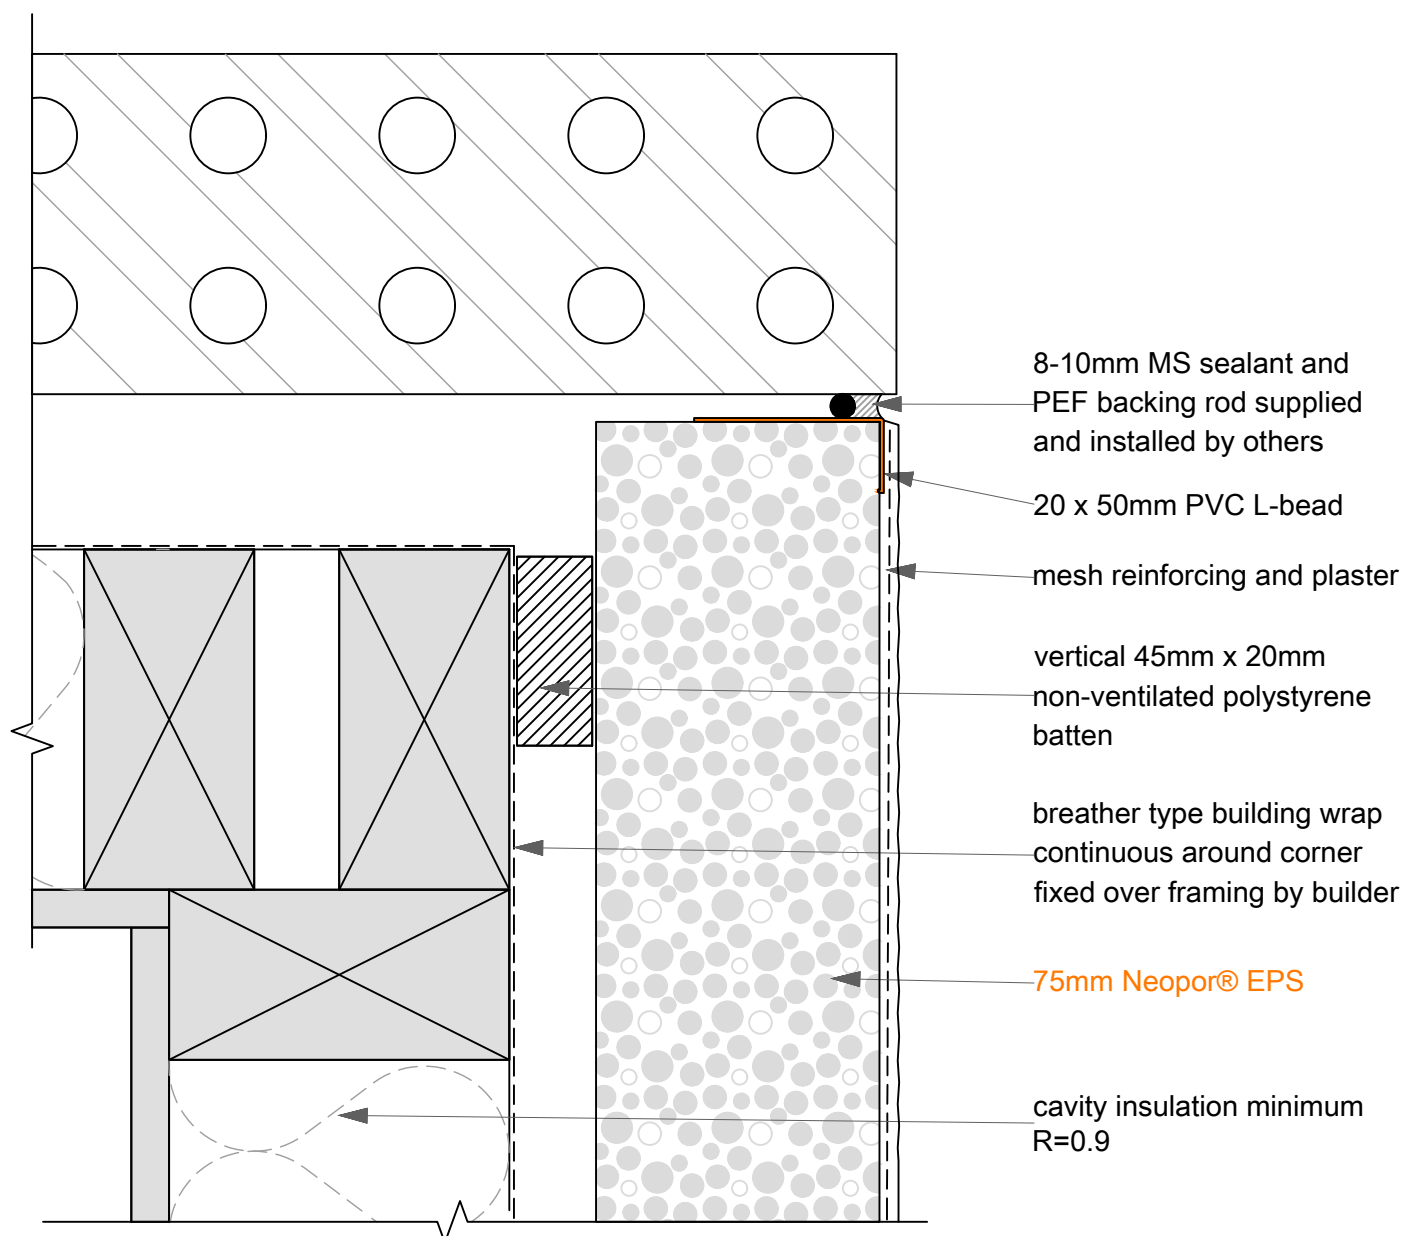 8-10mm MS sealant and
PEF backing rod supplied
and installed by others
20 x 50mm PVC L-bead
mesh reinforcing and plaster
vertical 45mm x 20mm
non-ventilated polystyrene
batten
breather type building wrap
continuous around corner
fixed over framing by builder
75mm Neopor® EPS
cavity insulation minimum
R=0.9